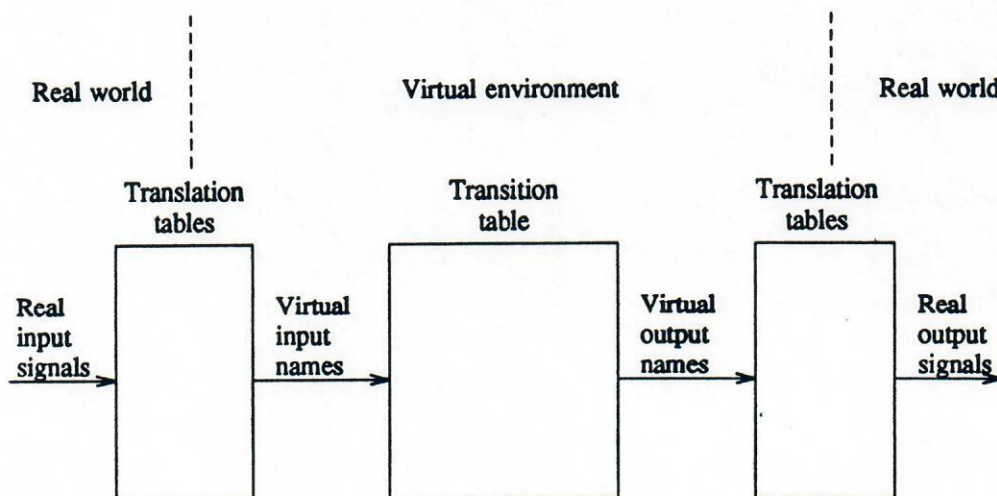 Real world
Virtual environment
Real world
Translation
tables
Transition
table
Translation
tables
Real
input
signals
Virtual
input
names
Virtual
output
names
Real
output
signals